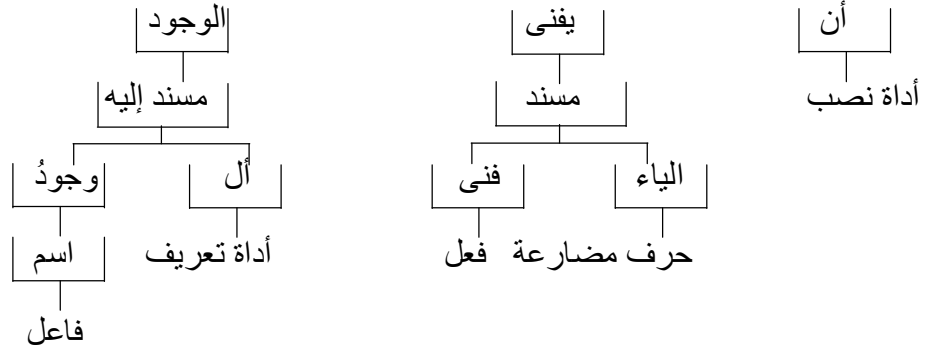 أن يفنى الوجود
أداة نصب مسند مسند إليه
الياء فنى أل وجودُ
حرف مضارعة فعل أداة تعريف اسم
فاعل